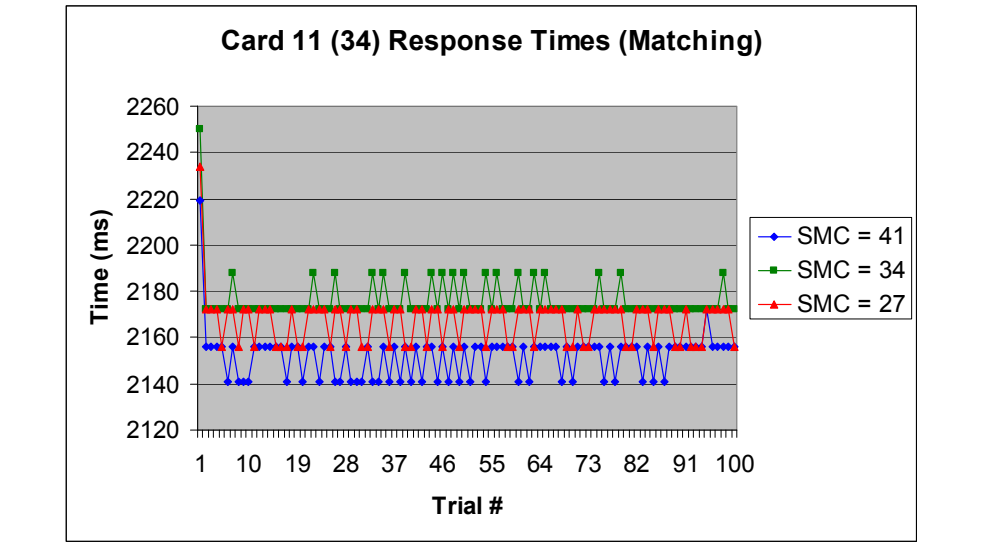 Card 11 (34) Response Times (Matching)
2260
2240
2220
2200
2180
2160
2140
2120
Time (ms)
1 10 19 28 37 46 55 64 73 82 91 100
Trial #
SMC = 41
SMC = 34
SMC = 27